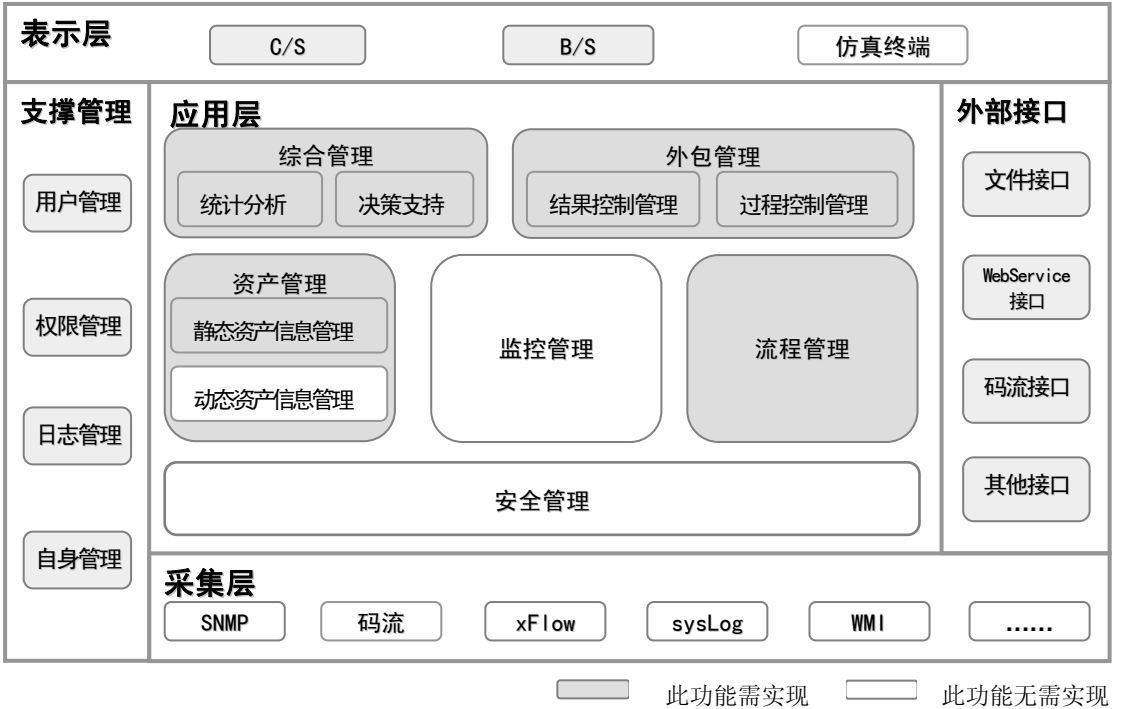 表示层
C/S
B/S
仿真终端
支撑管理
用户管理
权限管理
日志管理
自身管理
应用层
综合管理
统计分析
决策支持
外包管理
结果控制管理
过程控制管理
资产管理
静态资产信息管理
动态资产信息管理
监控管理
流程管理
安全管理
外部接口
文件接口
WebService
接口
码流接口
其他接口
采集层
SNMP
码流
xFlow
sysLog
WMI
……
此功能需实现
此功能无需实现